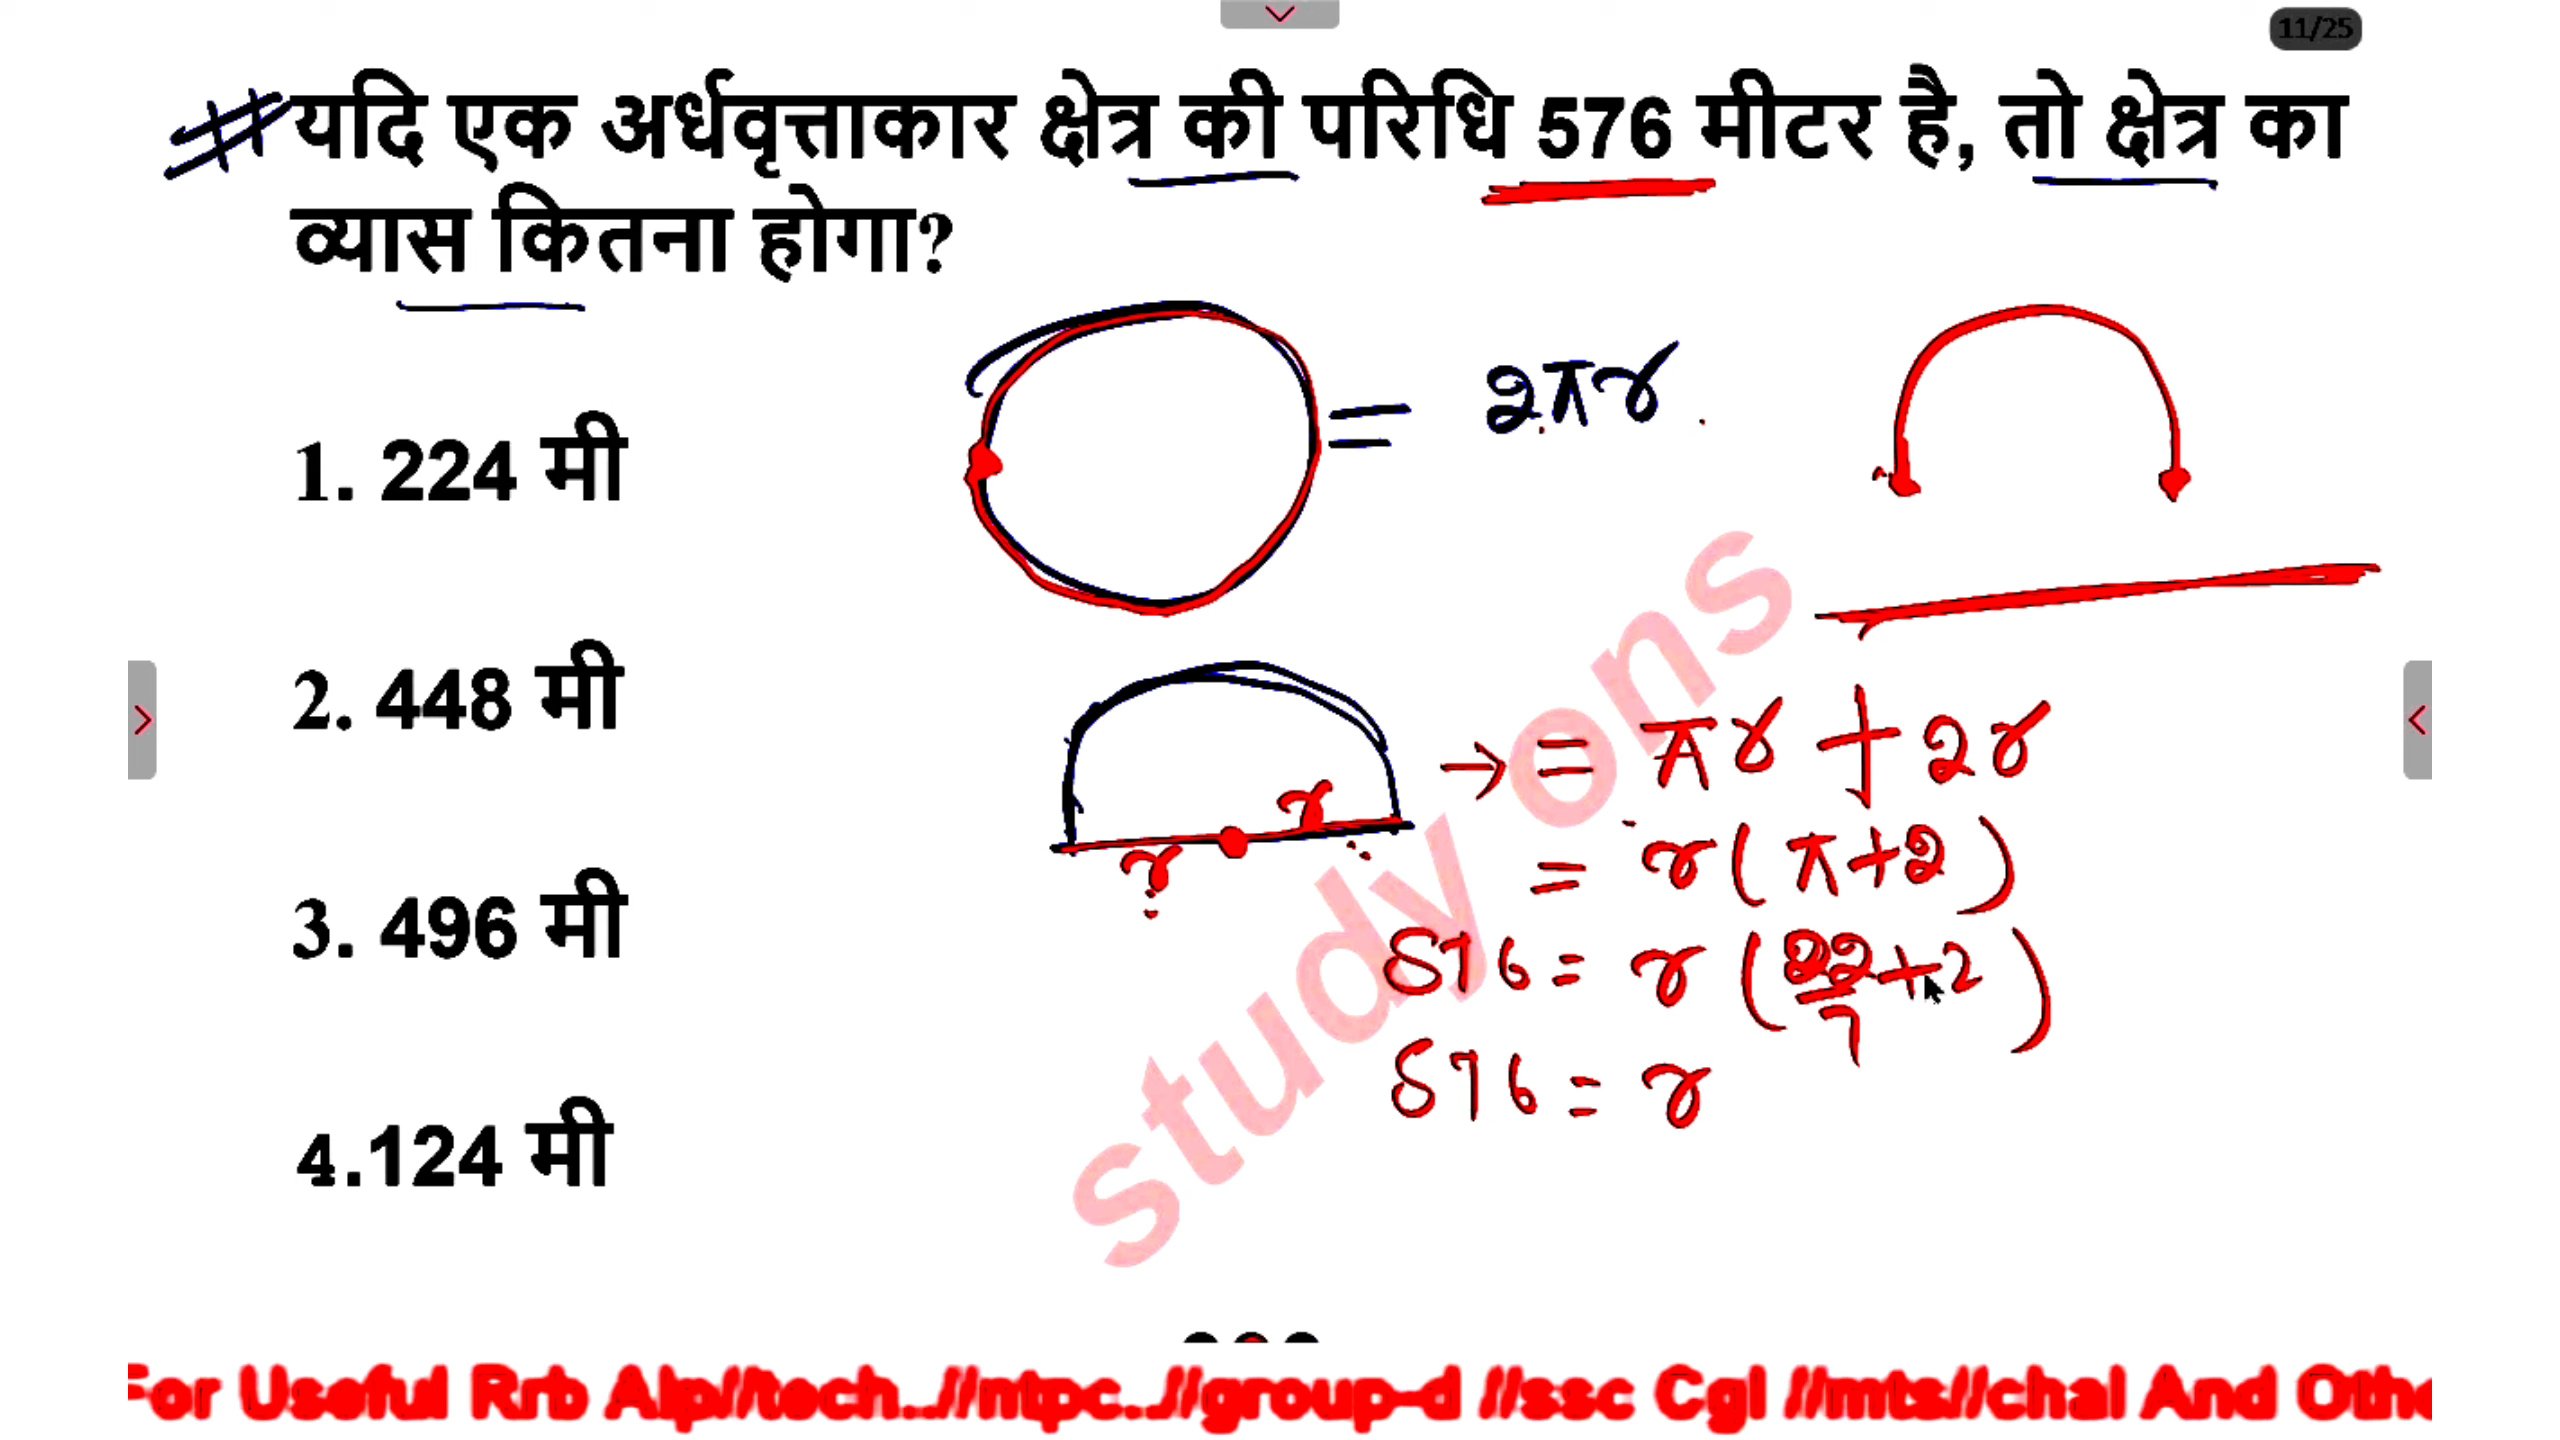 11/25
यदि एक अर्धवृत्ताकार क्षेत्र की परिधि 576 मीटर है, तो क्षेत्र का
व्यास कितना होगा?
= 2πr
1. 224 मी
2. 448 मी
3. 496 मी
4.124 मी
r
r
→ = πr + 2r
= r(π+2)
576 = r(22/7+2)
576 = r
study ons
For Useful Rrb Alp//tech..//ntpc..//group-d //ssc Cgl //mts//chsl And Othe